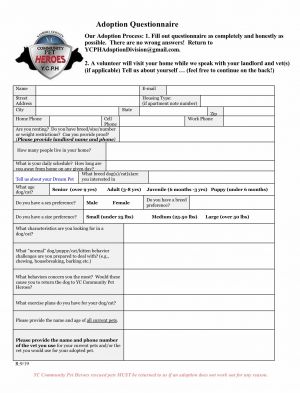 Adoption Questionnaire
COMMUNITY
PET
HEROES
YCPH
Our Adoption Process: 1. Fill out questionnaire as completely and honestly as
possible. There are no wrong answers! Return to
YCPHAdoptionDivision@gmail.com.
2. A volunteer will visit your home while we speak with your landlord and vet(s)
(if applicable) Tell us about yourself … (feel free to continue on the back!)
Name
E-mail
Street
Address
Housing Type:
(if apartment note number)
City
State
Zip
Home Phone
Cell
Phone
Work Phone
Are you renting? Do you have breed/size/number
or weight restrictions? Can you provide proof?
(Please provide landlord name and phone)
How many people live in your home?
What is your daily schedule? How long are
you away from home on any given day?
Tell us about your Dream Pet
What breed dog(s)/cat(s)are
you interested in
What age
dog/cat?
Senior (over 9 yrs) Adult (3-8 yrs) Juvenile (6 months -3 yrs) Puppy (under 6 months)
Do you have a sex preference?
Male
Female
Do you have a breed
preference?
Do you have a size preference?
Small (under 25 lbs)
Medium (25-50 lbs)
Large (over 50 lbs)
What characteristics are you looking for in a
dog/cat?
What "normal" dog/puppy/cat/kitten behavior
challenges are you prepared to deal with? (e.g.,
chewing, housebreaking, barking etc.)
What behaviors concern you the most? Would these
cause you to return the dog to YC Community Pet
Heroes?
What exercise plans do you have for your dog/cat?
Please provide the name and age of all current pets.
Please provide the name and phone number
of the vet you use for your current pets and/or the
vet you would use for your adopted pet.
R.9/19
YC Community Pet Heroes rescued pets MUST be returned to us if an adoption does not work out for any reason.